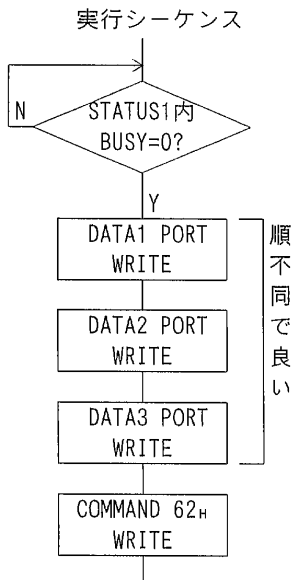 実行シーケンス
N
STATUS1内
BUSY=0?
Y
DATA1 PORT
WRITE
DATA2 PORT
WRITE
DATA3 PORT
WRITE
順不同で良い
COMMAND 62H
WRITE